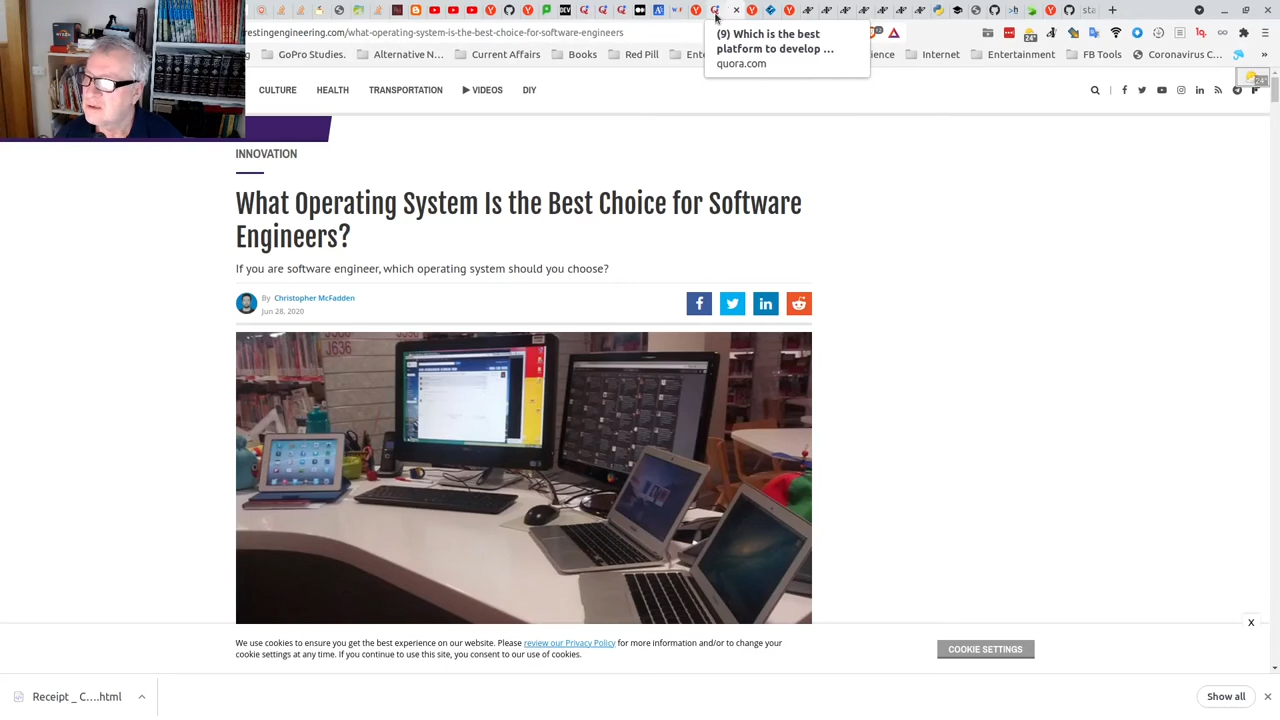 (9) Which is the best
platform to develop ...
quora.com
restingengineering.com/what-operating-system-is-the-best-choice-for-software-engineers
GoPro Studios.
Alternative N...
Current Affairs
Books
Red Pill
Internet
Entertainment
FB Tools
Coronavirus C...
CULTURE
HEALTH
TRANSPORTATION
VIDEOS
DIY
INNOVATION
What Operating System Is the Best Choice for Software
Engineers?
If you are software engineer, which operating system should you choose?
By Christopher McFadden
Jun 28, 2020
J636
We use cookies to ensure you get the best experience on our website. Please review our Privacy Policy for more information and/or to change your
cookie settings at any time. If you continue to use this site, you consent to our use of cookies.
COOKIE SETTINGS
X
Receipt _ C....html
Show all